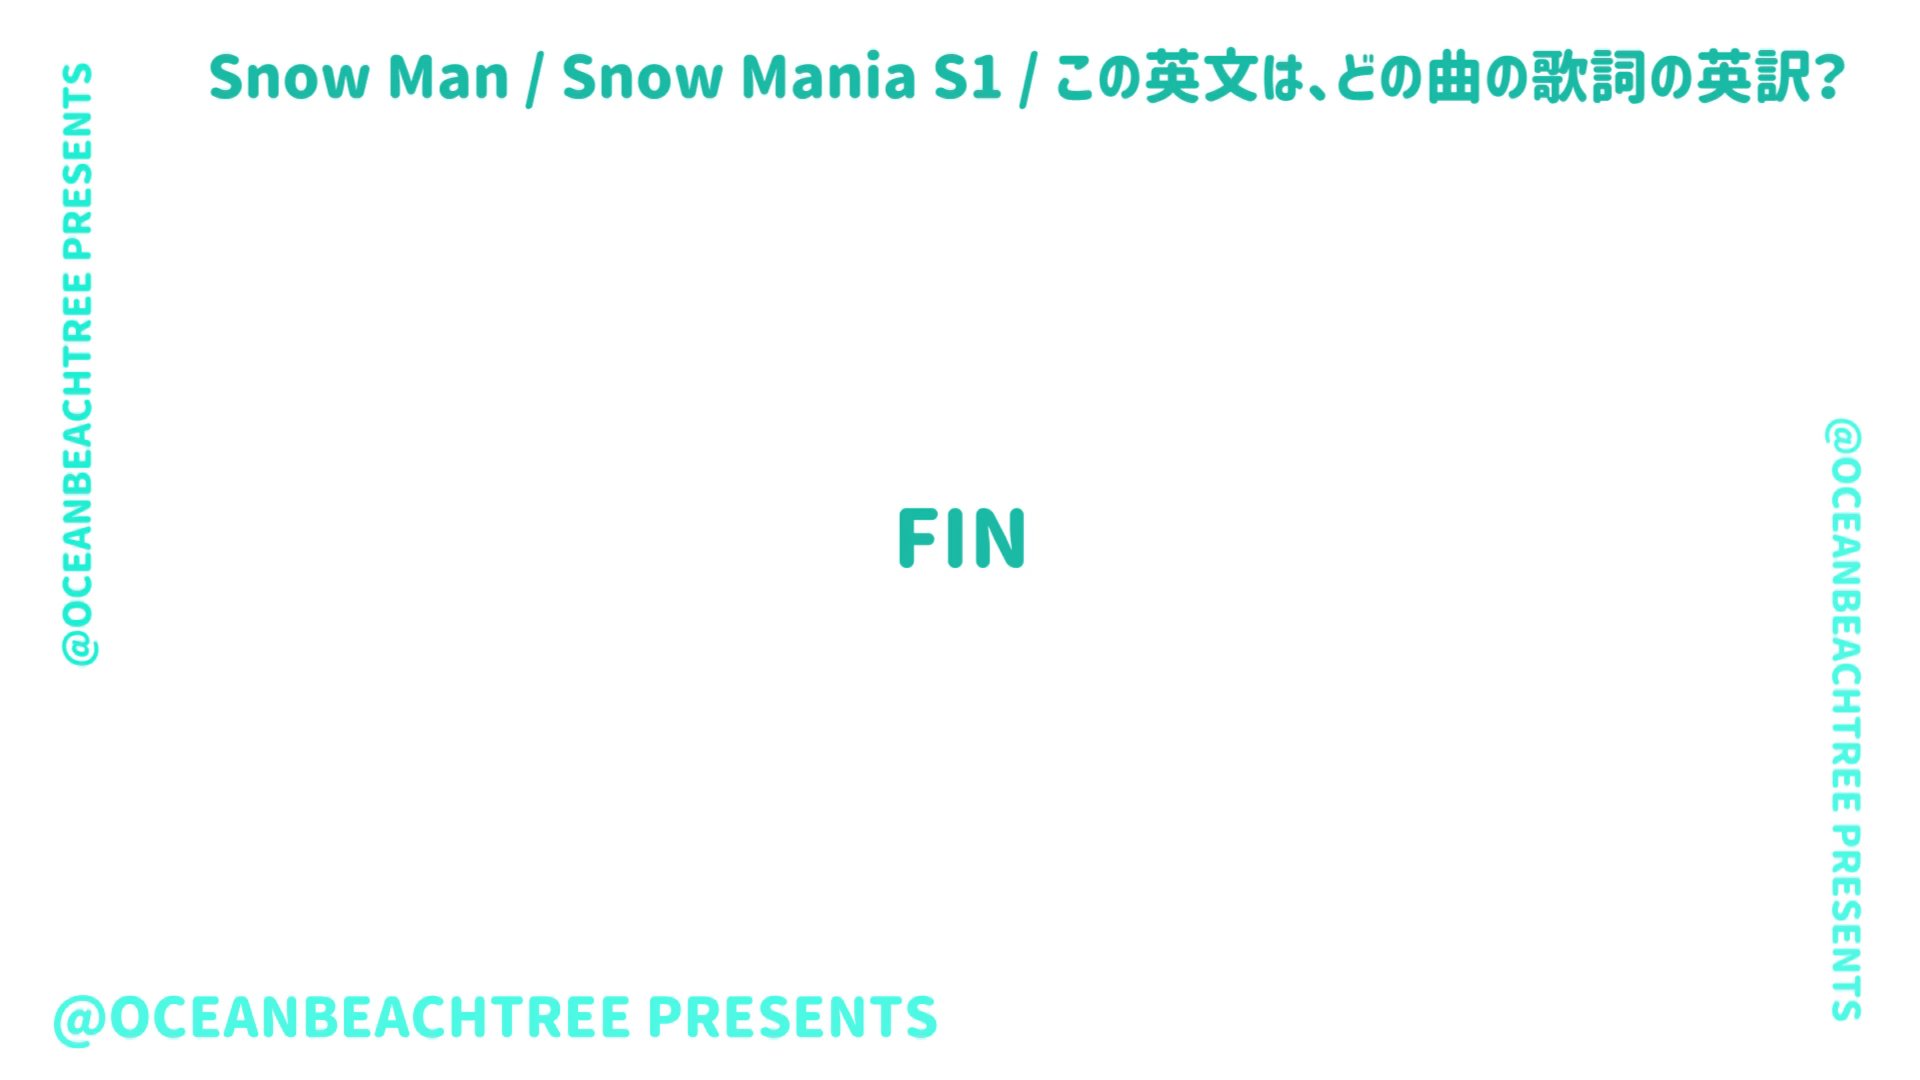 Snow Man / Snow Mania S1 / この英文は、どの曲の歌詞の英訳?
@OCEANBEACHTREE PRESENTS
FIN
@OCEANBEACHTREE PRESENTS
@OCEANBEACHTREE PRESENTS